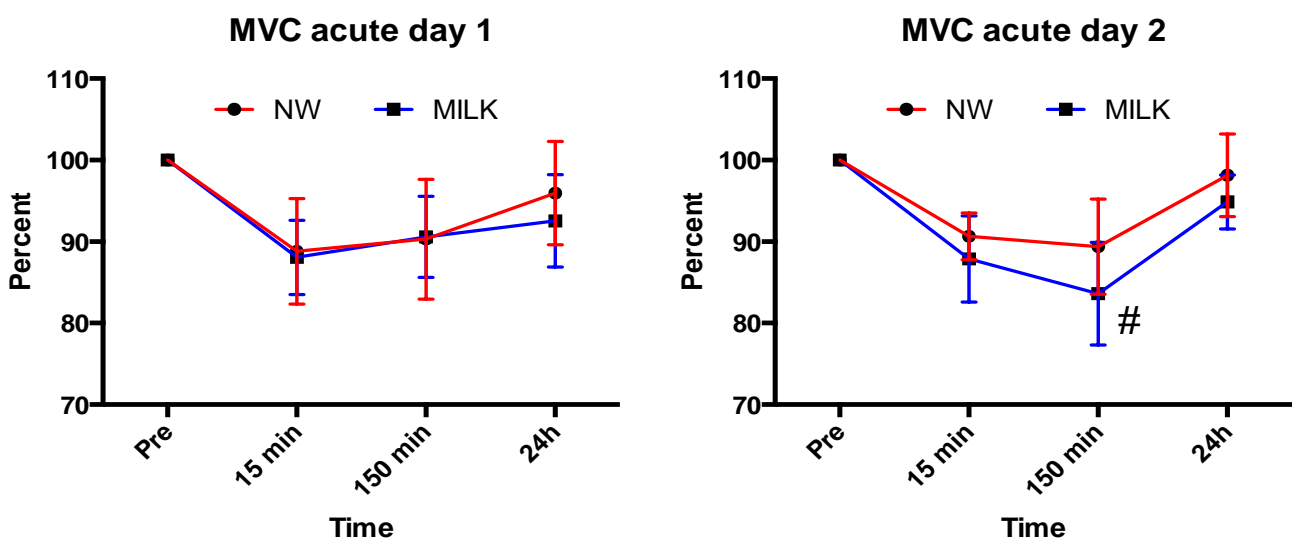 MVC acute day 1
110
100
90
80
70
Percent
NW
MILK
Pre
15 min
150 min
24h
Time
MVC acute day 2
110
100
90
80
70
Percent
NW
MILK
#
Pre
15 min
150 min
24h
Time